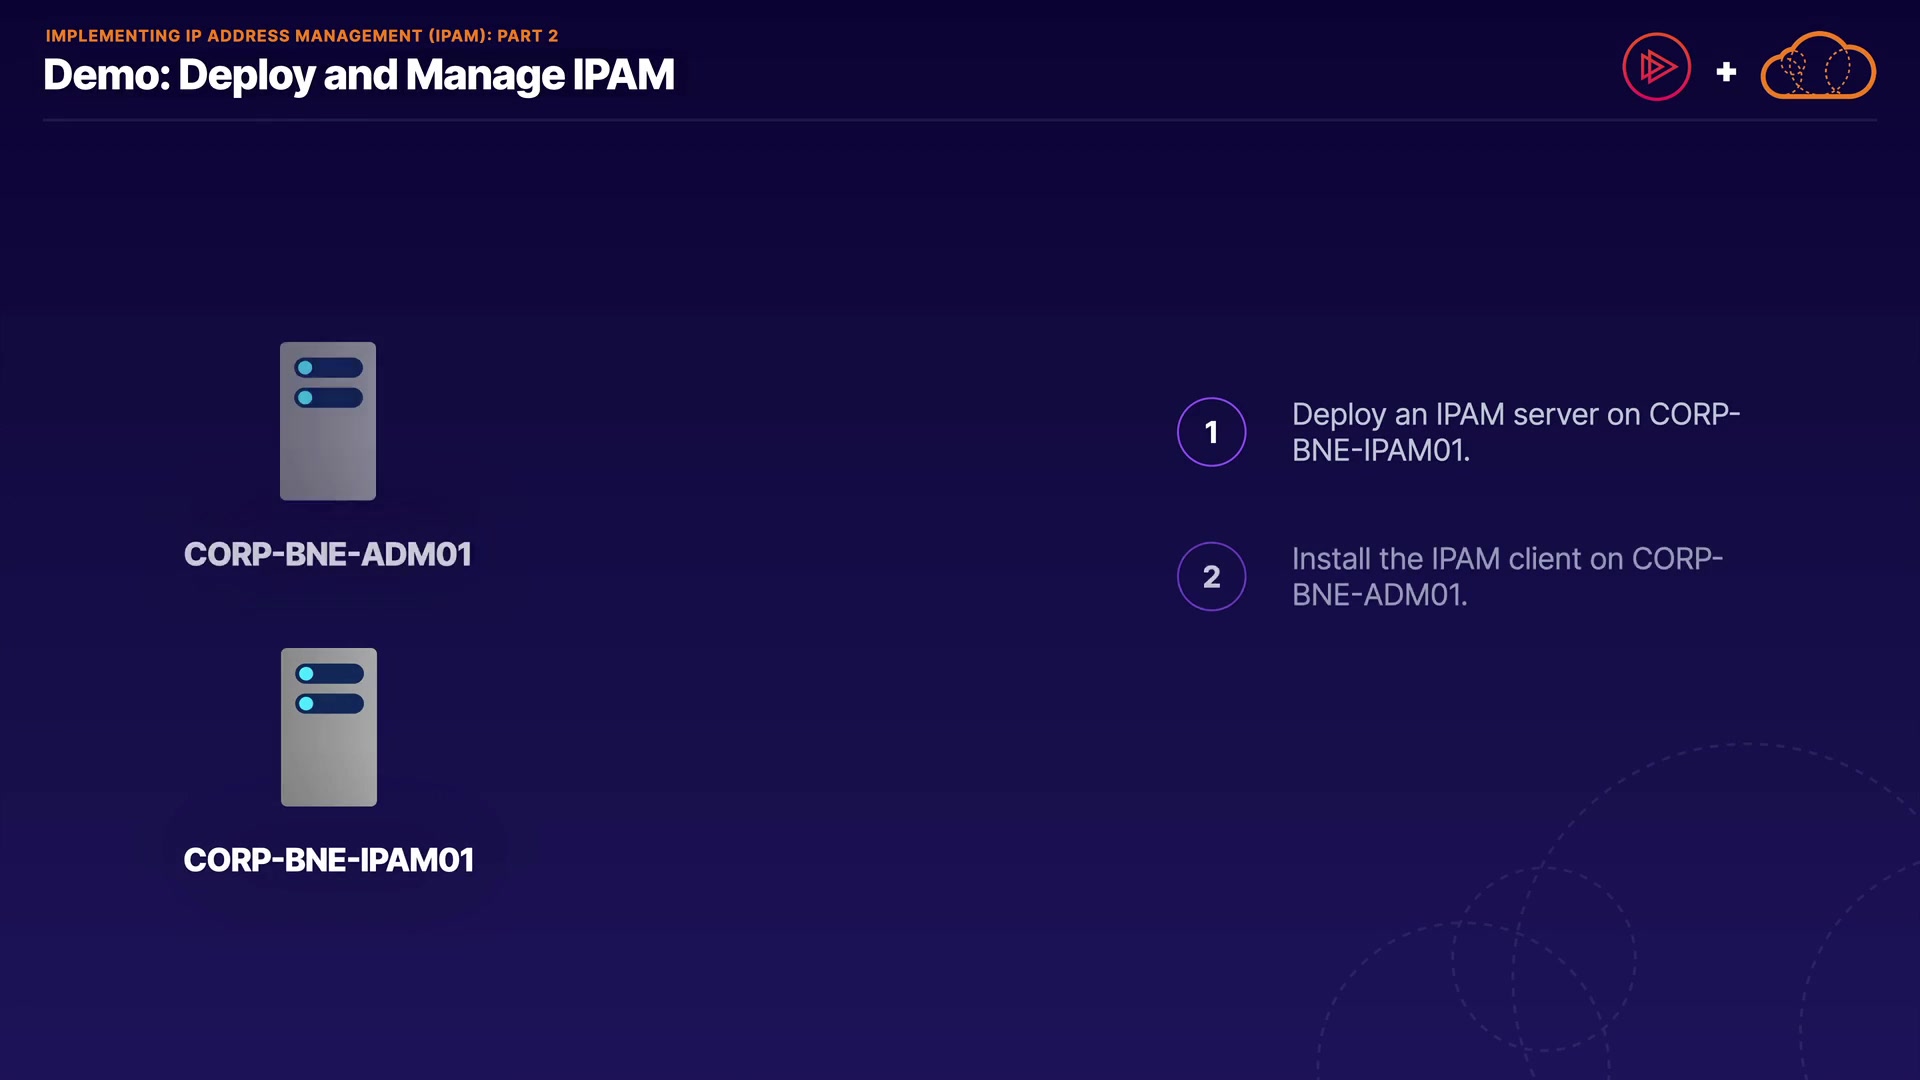 IMPLEMENTING IP ADDRESS MANAGEMENT (IPAM): PART 2
Demo: Deploy and Manage IPAM
CORP-BNE-ADM01
CORP-BNE-IPAM01
1
Deploy an IPAM server on CORP-
BNE-IPAM01.
2
Install the IPAM client on CORP-
BNE-ADM01.